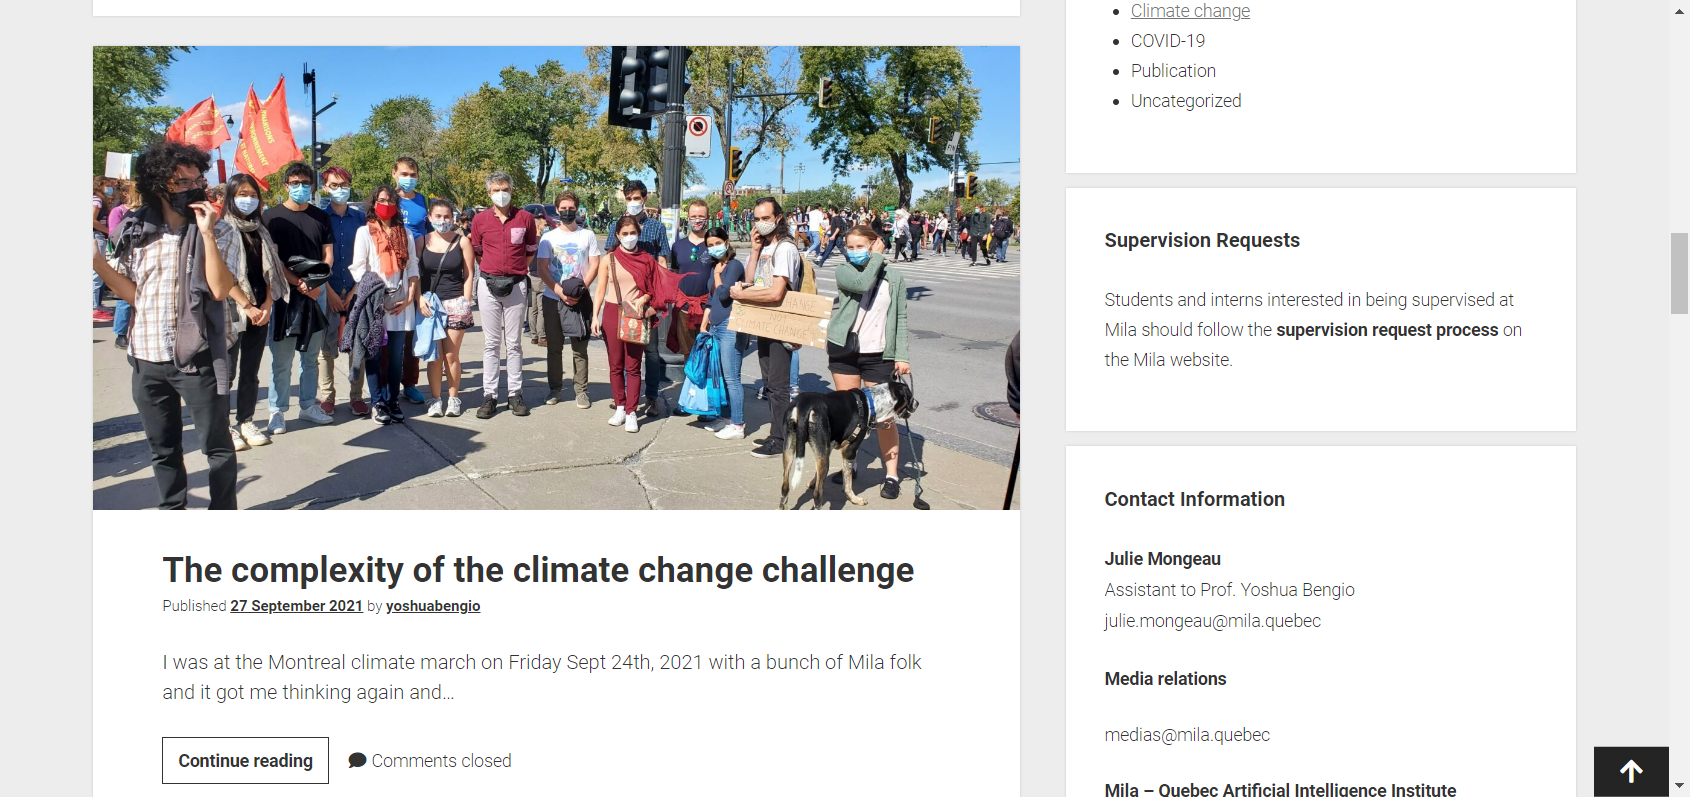 CHANGE
NOT
CLIMATE CHANGE
The complexity of the climate change challenge
Published 27 September 2021 by yoshuabengio
I was at the Montreal climate march on Friday Sept 24th, 2021 with a bunch of Mila folk
and it got me thinking again and…
Continue reading
Comments closed
Climate change
COVID-19
Publication
Uncategorized
Supervision Requests
Students and interns interested in being supervised at
Mila should follow the supervision request process on
the Mila website.
Contact Information
Julie Mongeau
Assistant to Prof. Yoshua Bengio
julie.mongeau@mila.quebec
Media relations
medias@mila.quebec
Mila – Quebec Artificial Intelligence Institute